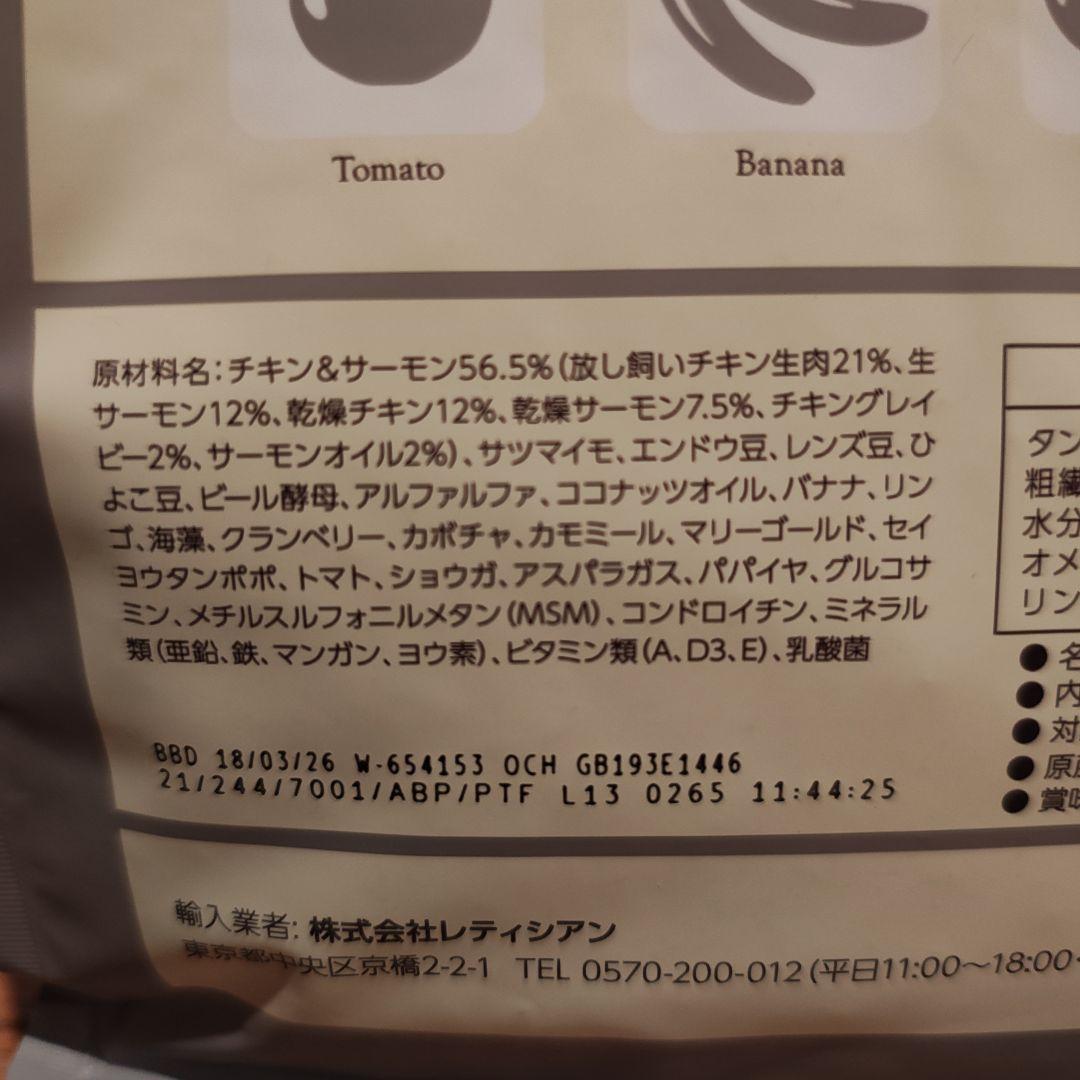 Tomato
Banana
原材料名:チキン&サーモン56.5%(放し飼いチキン生肉21%、生
サーモン12%、乾燥チキン12%、乾燥サーモン7.5%、チキングレイ
ビー2%、サーモンオイル2%)、サツマイモ、エンドウ豆、レンズ豆、ひ
よこ豆、ビール酵母、アルファルファ、ココナッツオイル、バナナ、リン
ゴ、海藻、クランベリー、カボチャ、カモミール、マリーゴールド、セイ
ヨウタンポポ、トマト、ショウガ、アスパラガス、パパイヤ、グルコサ
ミン、メチルスルフォニルメタン(MSM)、コンドロイチン、ミネラル
類(亜鉛、鉄、マンガン、ヨウ素)、ビタミン類(A、D3、E)、乳酸菌
BBD 18/03/26 W-654153 OCH GB193E1446
21/244/7001/ABP/PTF L13 0265 11:44:25
輸入業者: 株式会社レティシアン
東京都中央区京橋2-2-1 TEL 0570-200-012(平日11:00〜18:00
タン
粗繊
水分
オメ
リン
●名
●内
●対
●原
●賞味